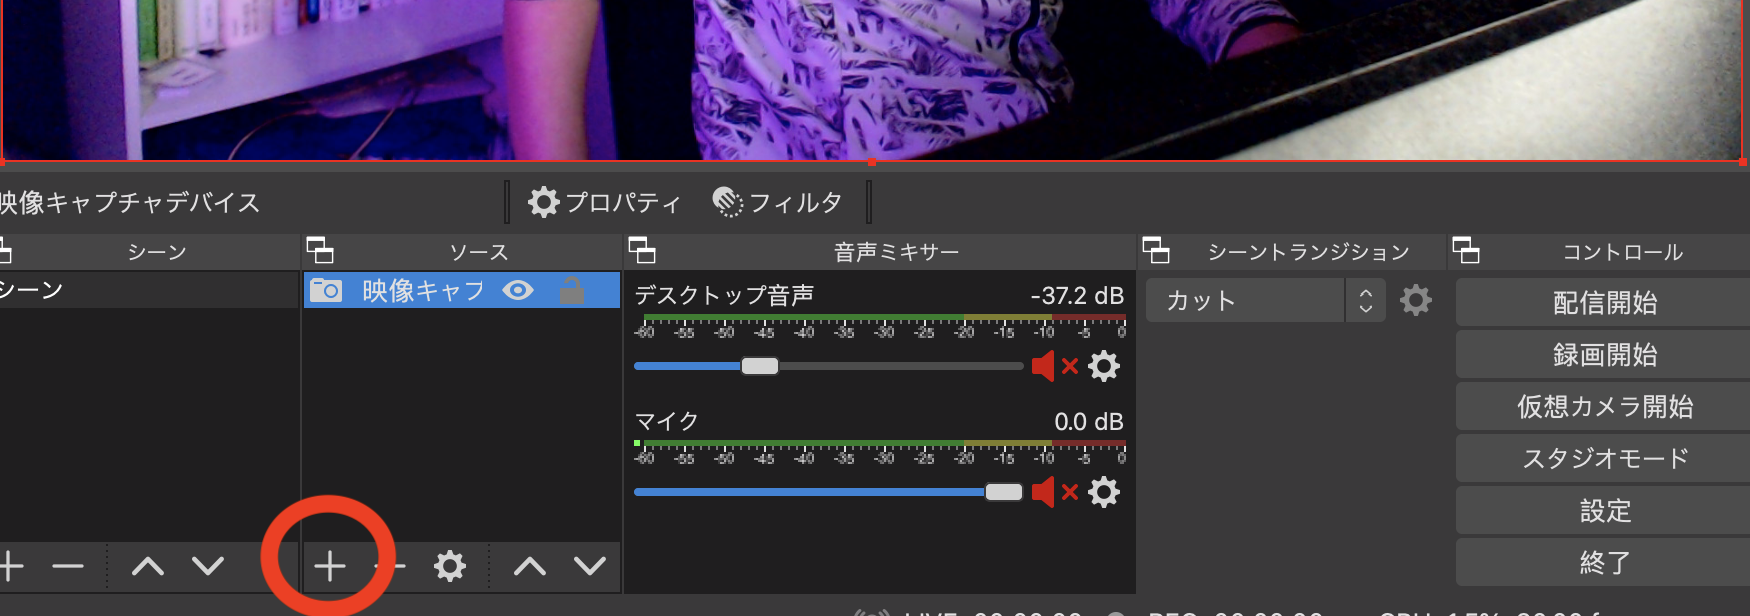 映像キャプチャデバイス
プロパティ
フィルタ
シーン
ソース
音声ミキサー
シーントランジション
コントロール
シーン
映像キャプ
デスクトップ音声
-37.2 dB
-60 -55 -50 -45 -40 -35 -30 -25 -20 -15 -10 -5 0
マイク
0.0 dB
-60 -55 -50 -45 -40 -35 -30 -25 -20 -15 -10 -5 0
カット
配信開始
録画開始
仮想カメラ開始
スタジオモード
設定
終了